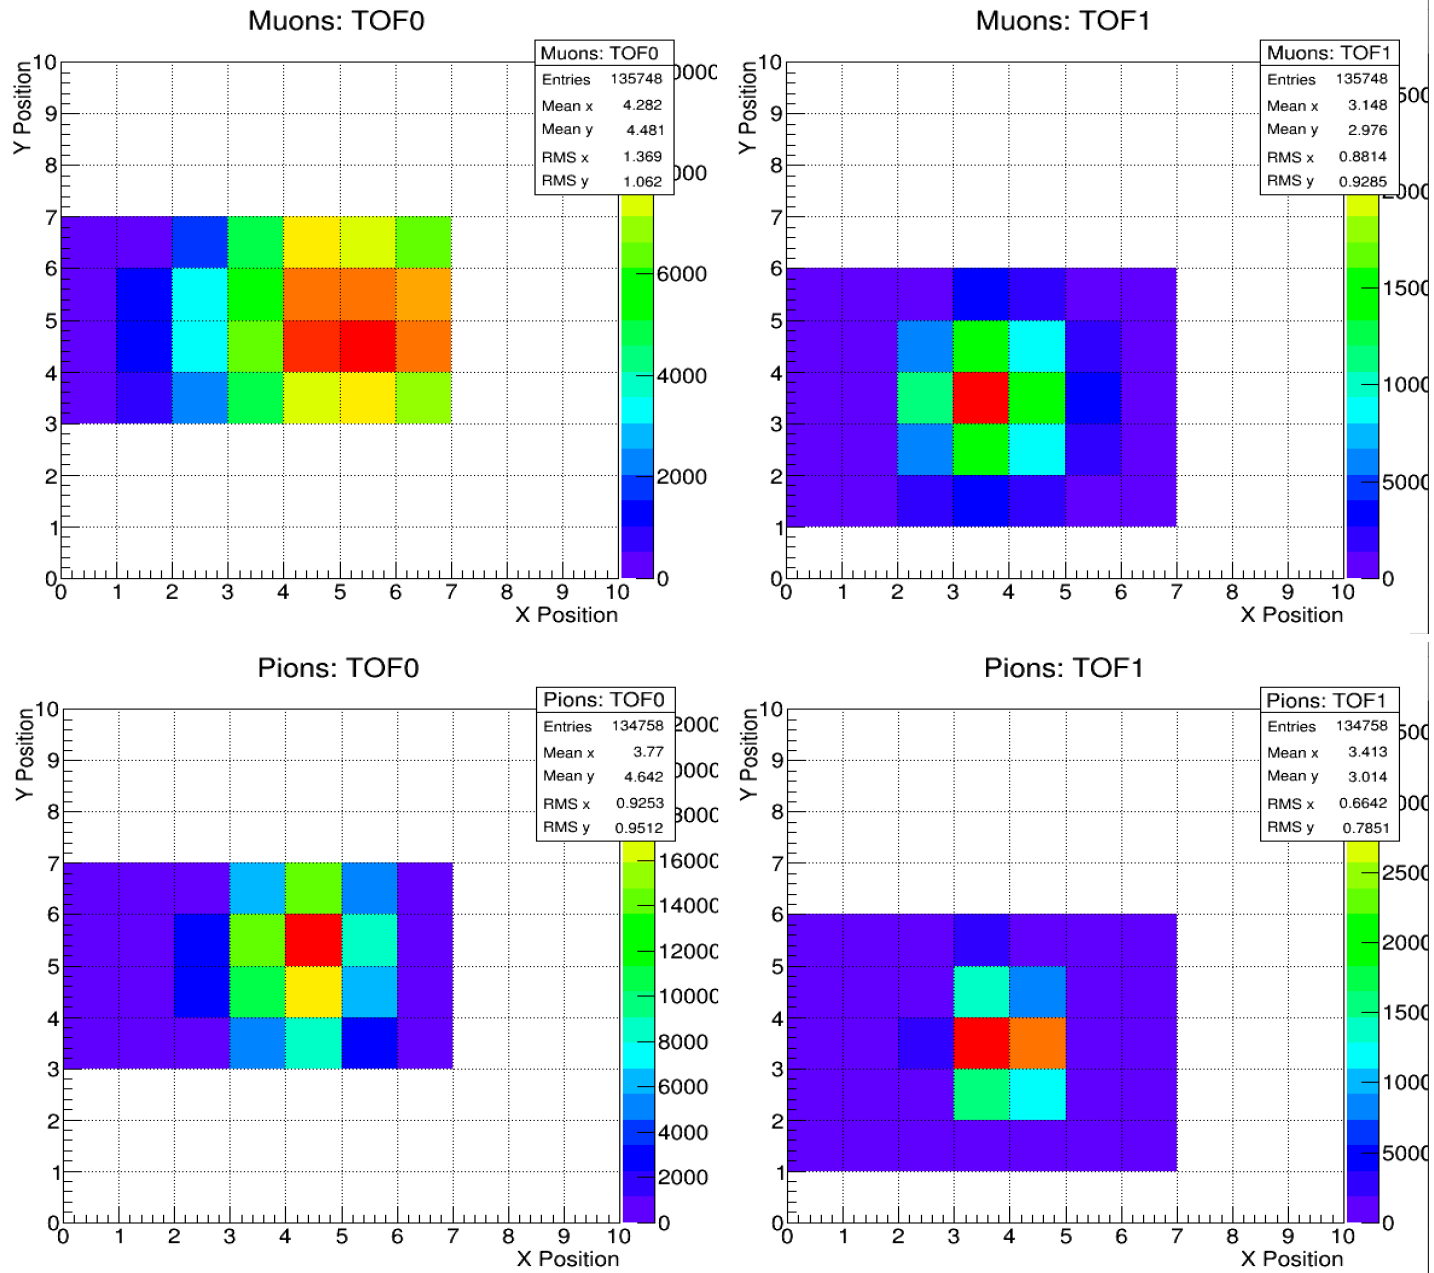 Muons: TOF0
Muons: TOF0
Entries 135748
Mean x 4.282
Mean y 4.481
RMS x 1.369
RMS y 1.062
Y Position
10
9
8
7
6
5
4
3
2
1
0
0 1 2 3 4 5 6 7 8 9 10
X Position
6000
4000
2000
0
Muons: TOF1
Muons: TOF1
Entries 135748
Mean x 3.148
Mean y 2.976
RMS x 0.8814
RMS y 0.9285
Y Position
10
9
8
7
6
5
4
3
2
1
0
0 1 2 3 4 5 6 7 8 9 10
X Position
2000
1500
1000
5000
0
Pions: TOF0
Pions: TOF0
Entries 134758
Mean x 3.77
Mean y 4.642
RMS x 0.9253
RMS y 0.9512
Y Position
10
9
8
7
6
5
4
3
2
1
0
0 1 2 3 4 5 6 7 8 9 10
X Position
16000
14000
12000
10000
8000
6000
4000
2000
0
Pions: TOF1
Pions: TOF1
Entries 134758
Mean x 3.413
Mean y 3.014
RMS x 0.6642
RMS y 0.7851
Y Position
10
9
8
7
6
5
4
3
2
1
0
0 1 2 3 4 5 6 7 8 9 10
X Position
2500
2000
1500
1000
5000
0